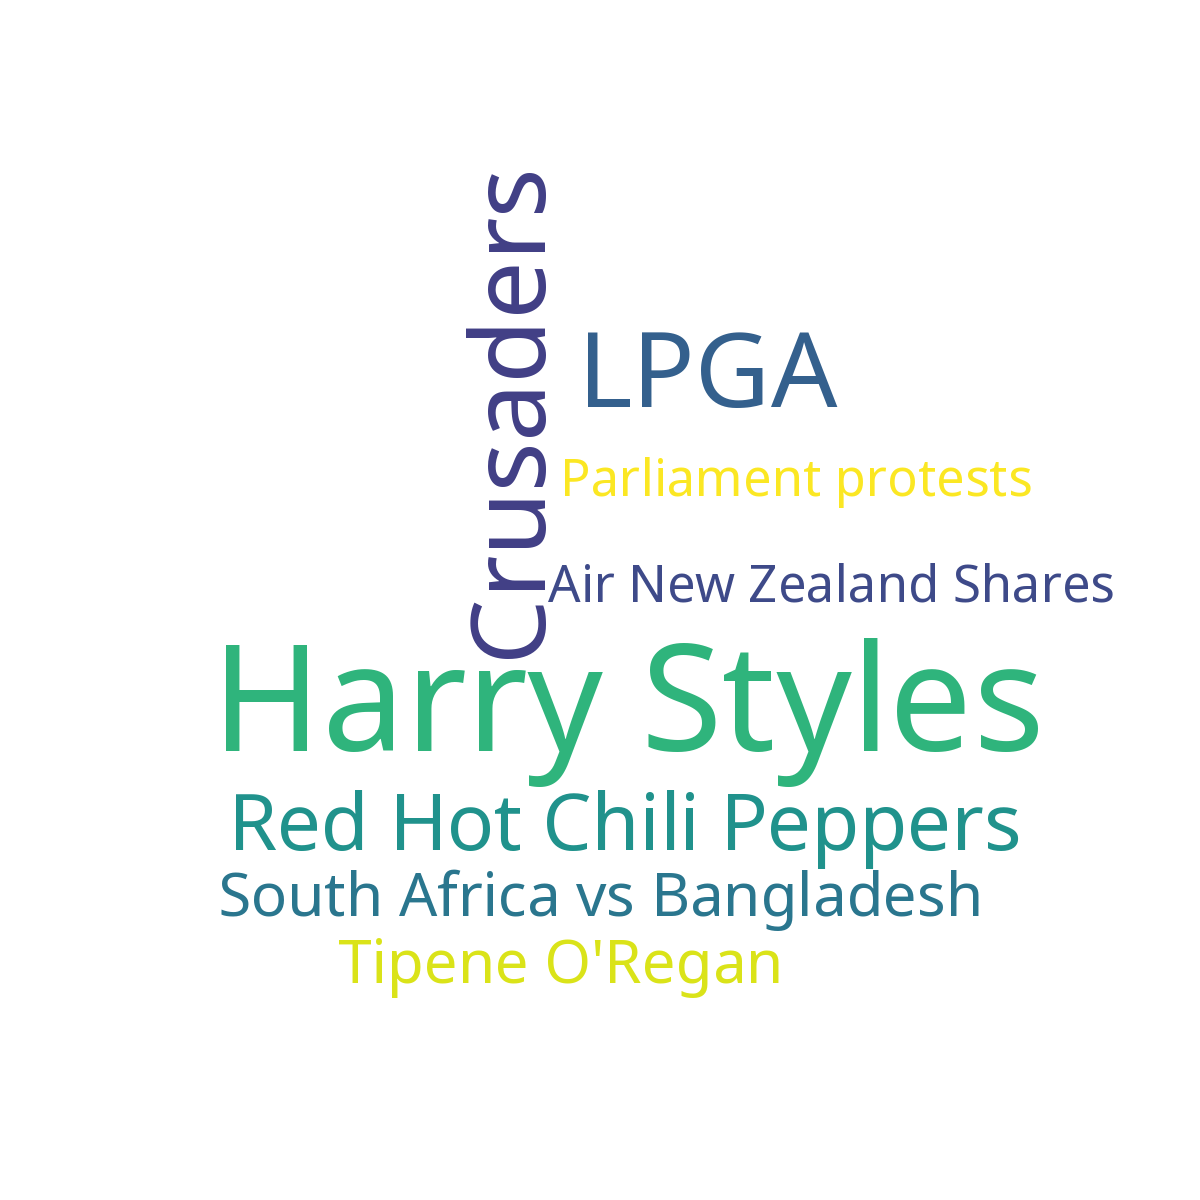 Crusaders
LPGA
Parliament protests
Air New Zealand Shares
Harry Styles
Red Hot Chili Peppers
South Africa vs Bangladesh
Tipene O'Regan